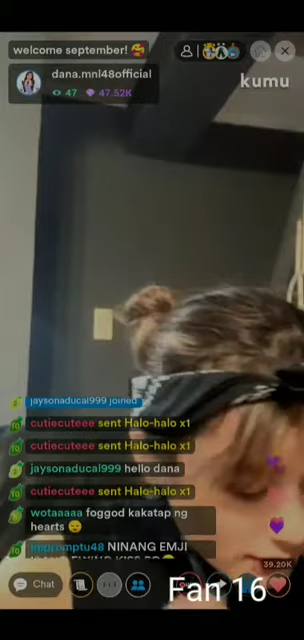 welcome september! 🥰
dana.mnl48official
47 47.52K
kumu
jaysonaducal999 joined
cutiecuteee sent Halo-halo x1
cutiecuteee sent Halo-halo x1
jaysonaducal999 hello dana
cutiecuteee sent Halo-halo x1
wotaaaaa foggod kakatap ng
hearts 😔
impromptu48 NINANG EMJI
39.20K
Chat
Fan 16